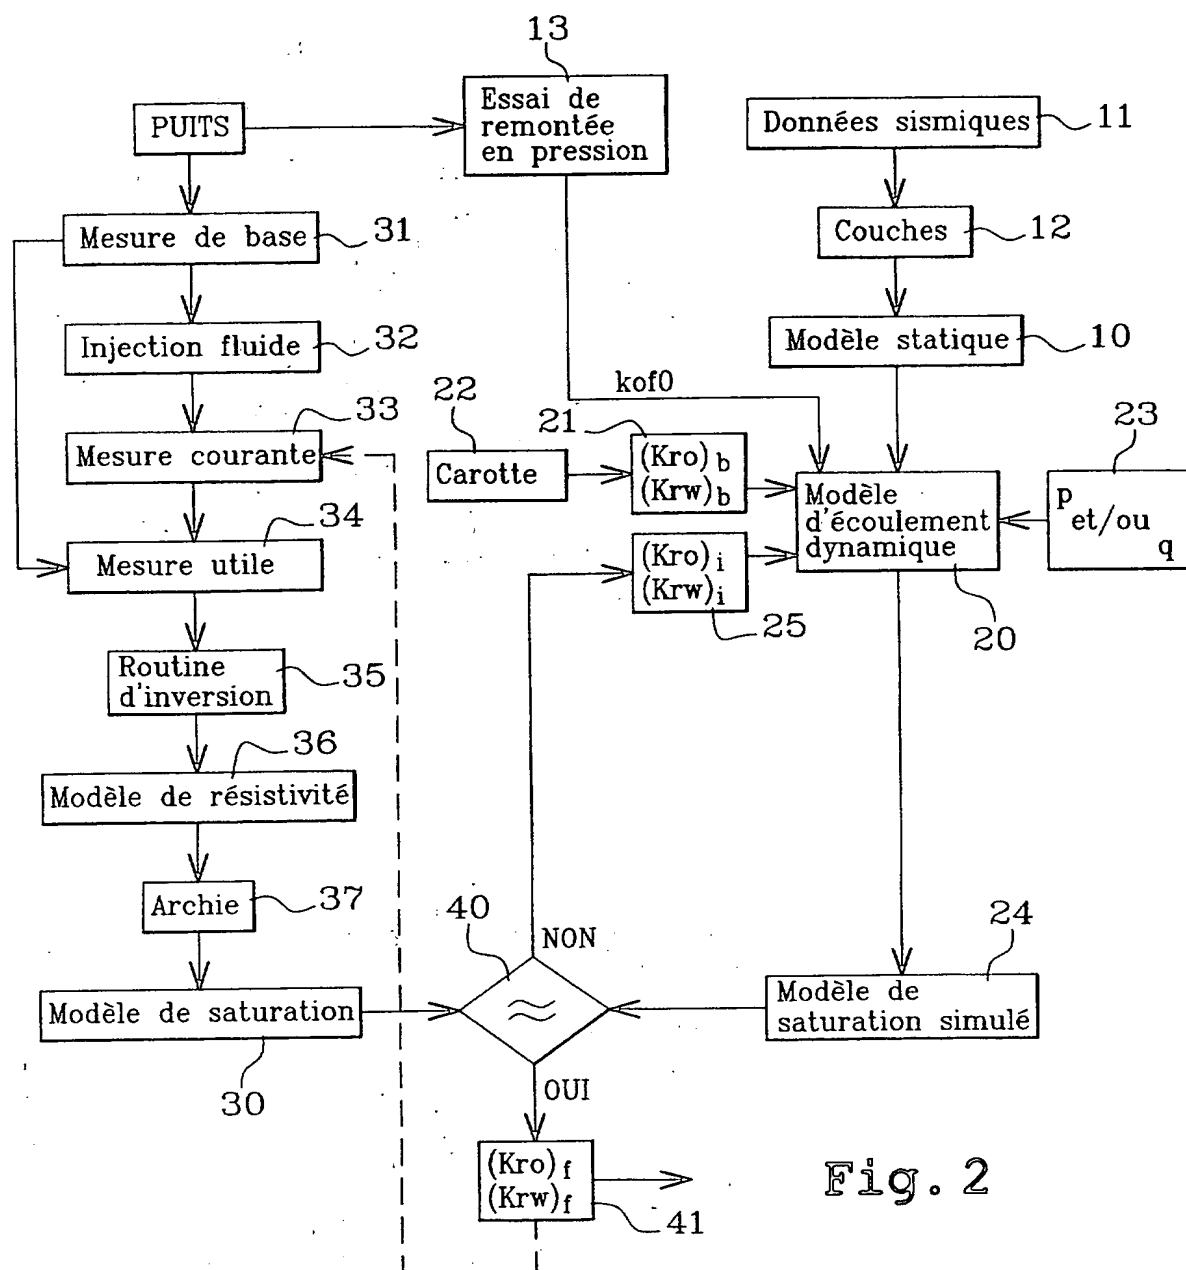 13
PUITS
Essai de
remontée
en pression
Données sismiques
11
Mesure de base
31
Couches
12
Injection fluide
32
Modèle statique
10
kof0
33
22
21
23
Mesure courante
Carotte
(Kro)b
(Krw)b
Modèle
d'écoulement
dynamique
p
et/ou
q
34
Mesure utile
(Kro)i
(Krw)i
25
20
Routine
d'inversion
35
36
Modèle de résistivité
Archie
37
40
NON
24
Modèle de saturation
≈
Modèle de
saturation simulé
30
OUI
(Kro)f
(Krw)f
41
Fig. 2